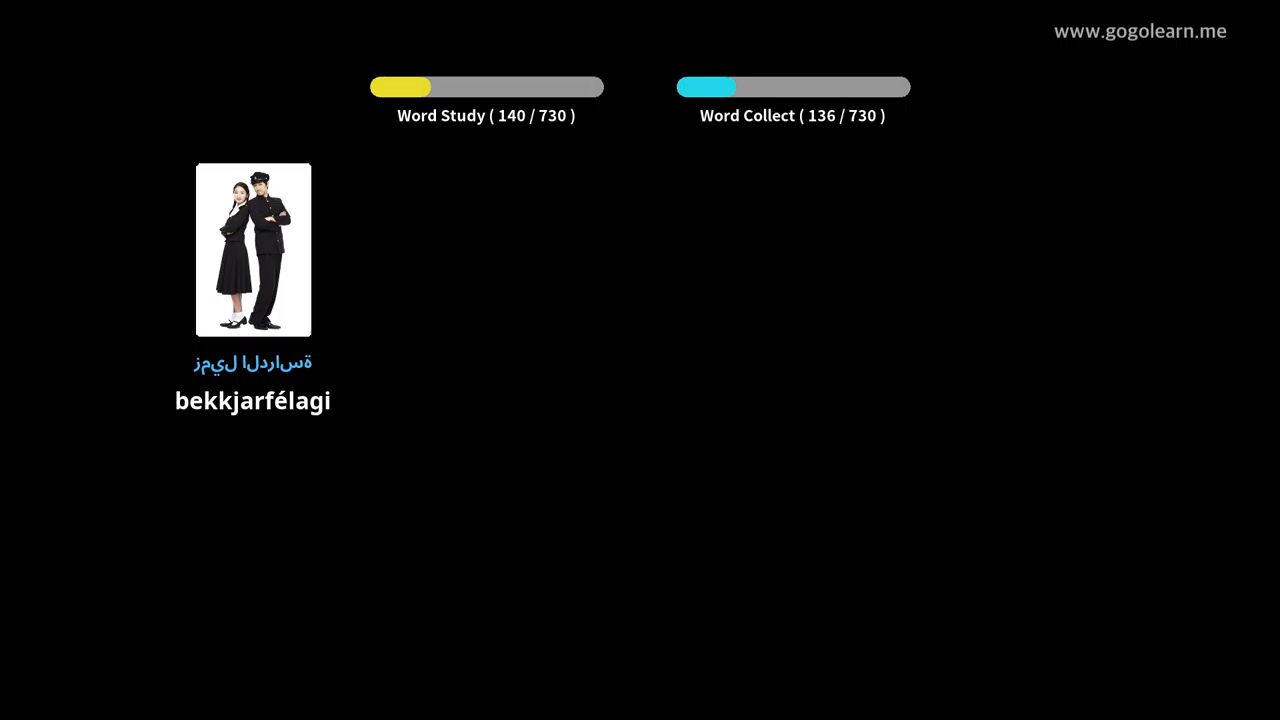 www.gogolearn.me
Word Study ( 140 / 730 )
Word Collect ( 136 / 730 )
زميل الدراسة
bekkjarfélagi